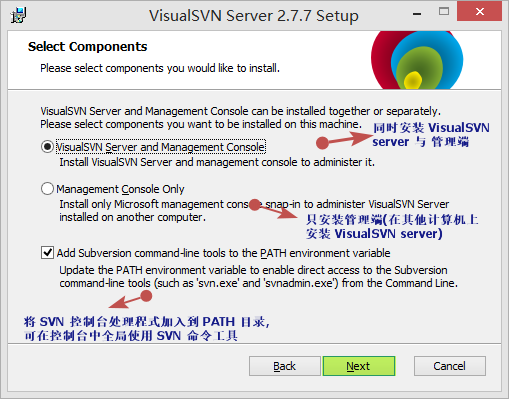 VisualSVN Server 2.7.7 Setup
Select Components
Please select components you would like to install.
VisualSVN Server and Management Console can be installed together or separately.
Please select components you want to be installed on this machine.
同时安装 VisualSVN
server 与 管理端
VisualSVN Server and Management Console
Install VisualSVN Server and management console to administer it.
Management Console Only
Install only Microsoft management console snap-in to administer VisualSVN Server
installed on another computer.
只安装管理端(在其他计算机上
安装 VisualSVN server)
Add Subversion command-line tools to the PATH environment variable
Update the PATH environment variable to enable direct access to the Subversion
command-line tools (such as 'svn.exe' and 'svnadmin.exe') from the Command Line.
将 SVN 控制台处理程式加入到 PATH 目录,
可在控制台中全局使用 SVN 命令工具
Back
Next
Cancel